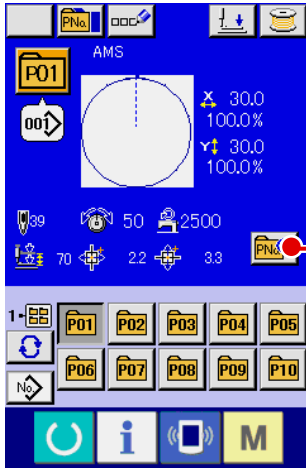 PNo.
AMS
P01
X 30.0
001 100.0%
Y 30.0
100.0%
39 50 2500
70 2.2 3.3 PNo.
1- P01 P02 P03 P04 P05
No. P06 P07 P08 P09 P10
i M